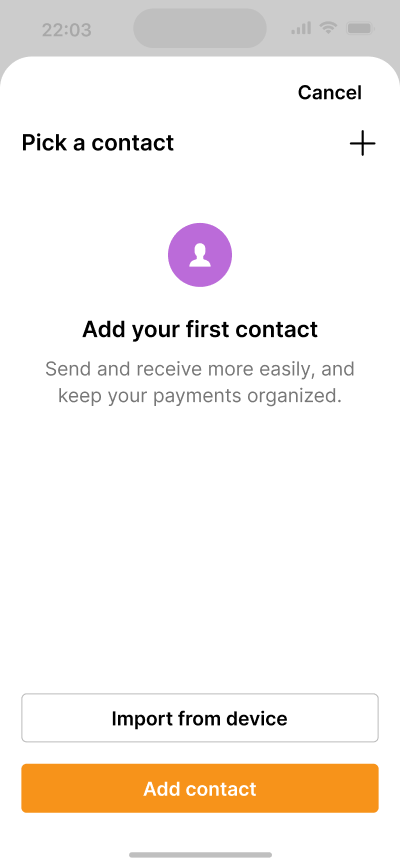 22:03
Cancel
Pick a contact
Add your first contact
Send and receive more easily, and
keep your payments organized.
Import from device
Add contact